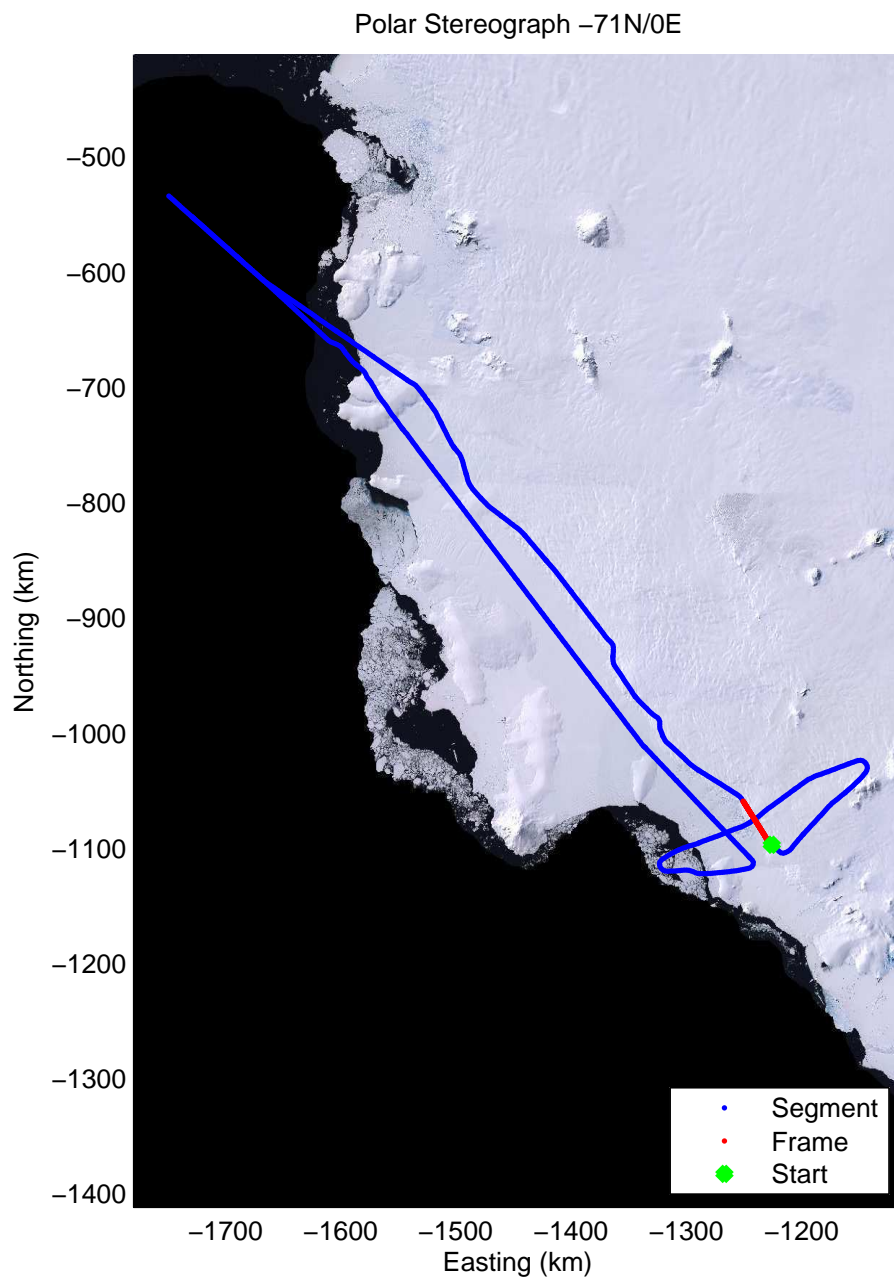 Polar Stereograph −71N/0E
−500
−600
−700
−800
−900
−1000
−1100
−1200
−1300
−1400
Northing (km)
−1700 −1600 −1500 −1400 −1300 −1200
Easting (km)
Segment
Frame
Start